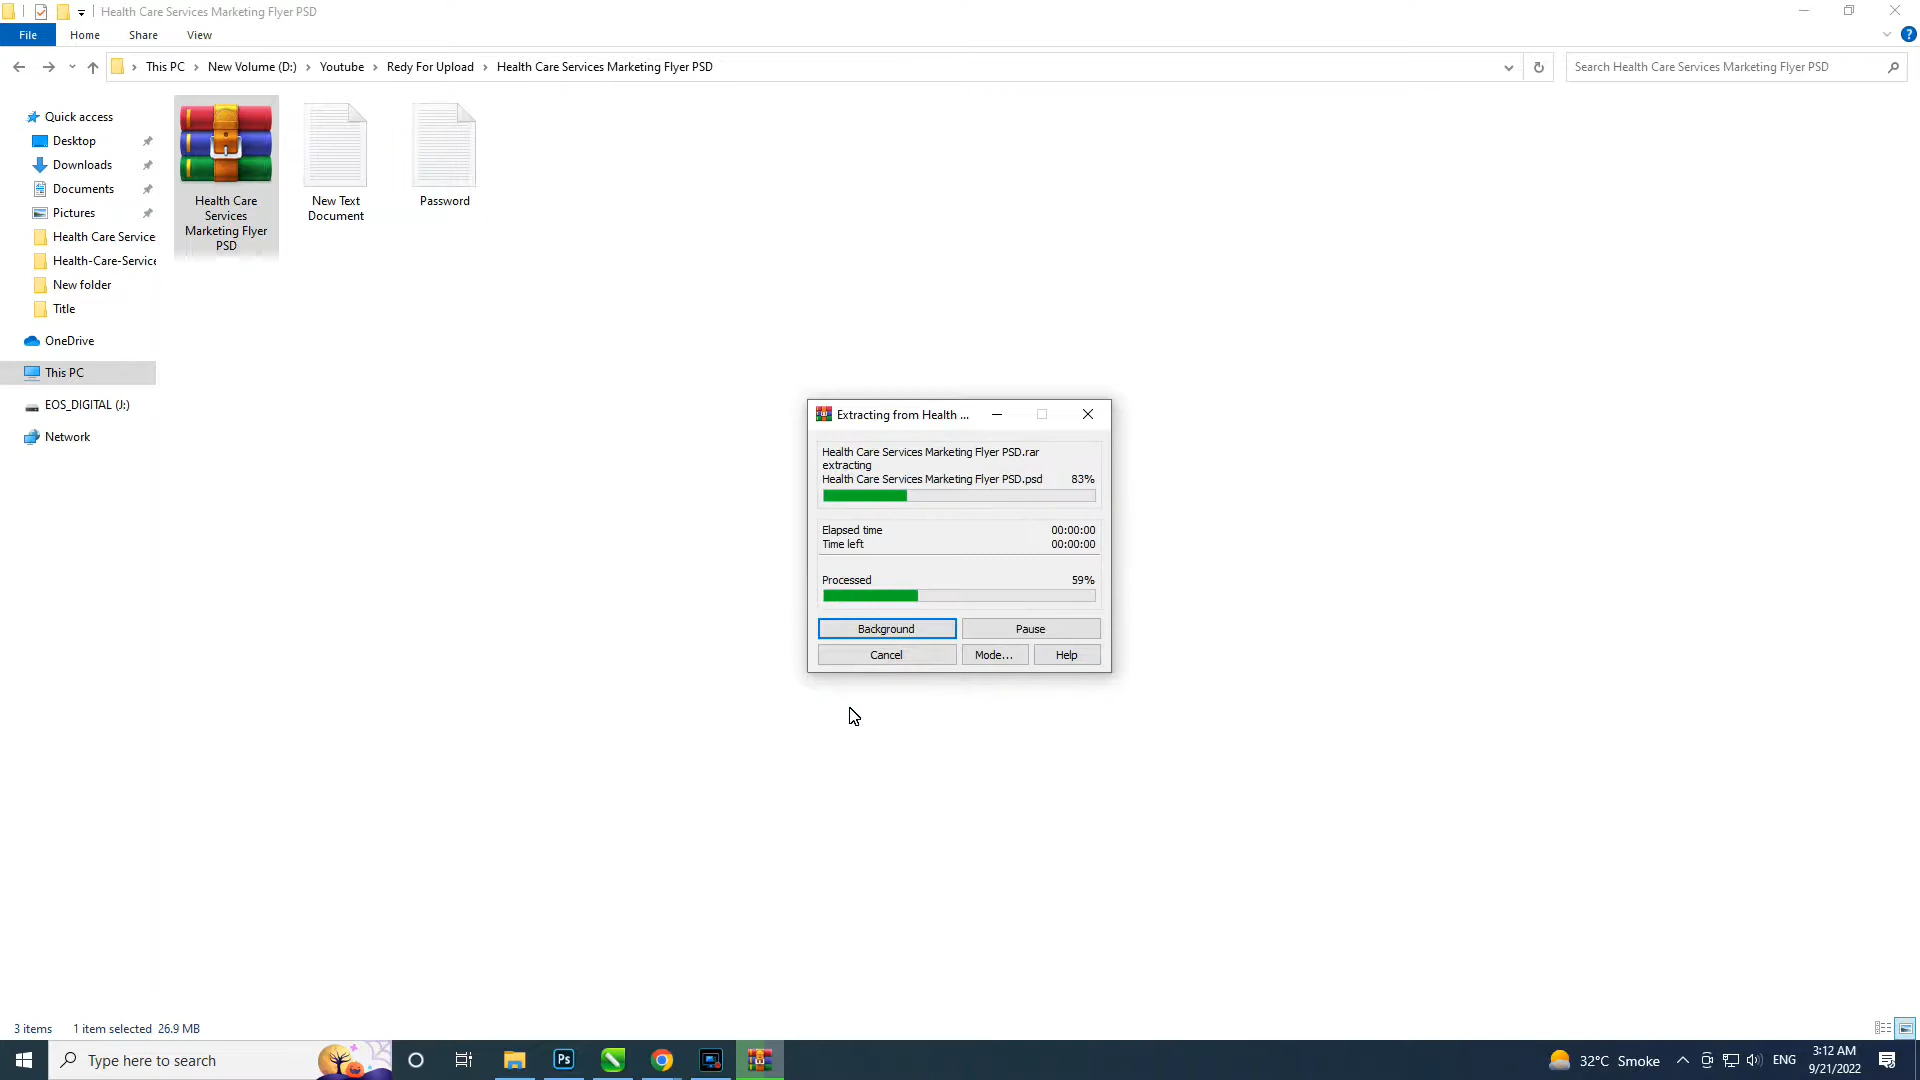 Health Care Services Marketing Flyer PSD
File Home Share View
This PC New Volume (D:) Youtube Redy For Upload Health Care Services Marketing Flyer PSD
Search Health Care Services Marketing Flyer PSD
Quick access
Desktop
Downloads
Documents
Pictures
Health Care Service
Health-Care-Service
New folder
Title
OneDrive
This PC
EOS_DIGITAL (J:)
Network
Health Care
Services
Marketing Flyer
PSD
New Text
Document
Password
Extracting from Health ...
Health Care Services Marketing Flyer PSD.rar
extracting
Health Care Services Marketing Flyer PSD.psd 83%
Elapsed time 00:00:00
Time left 00:00:00
Processed 59%
Background Pause
Cancel Mode... Help
3 items 1 item selected 26.9 MB
Type here to search
Ps
32°C Smoke
ENG
3:12 AM
9/21/2022